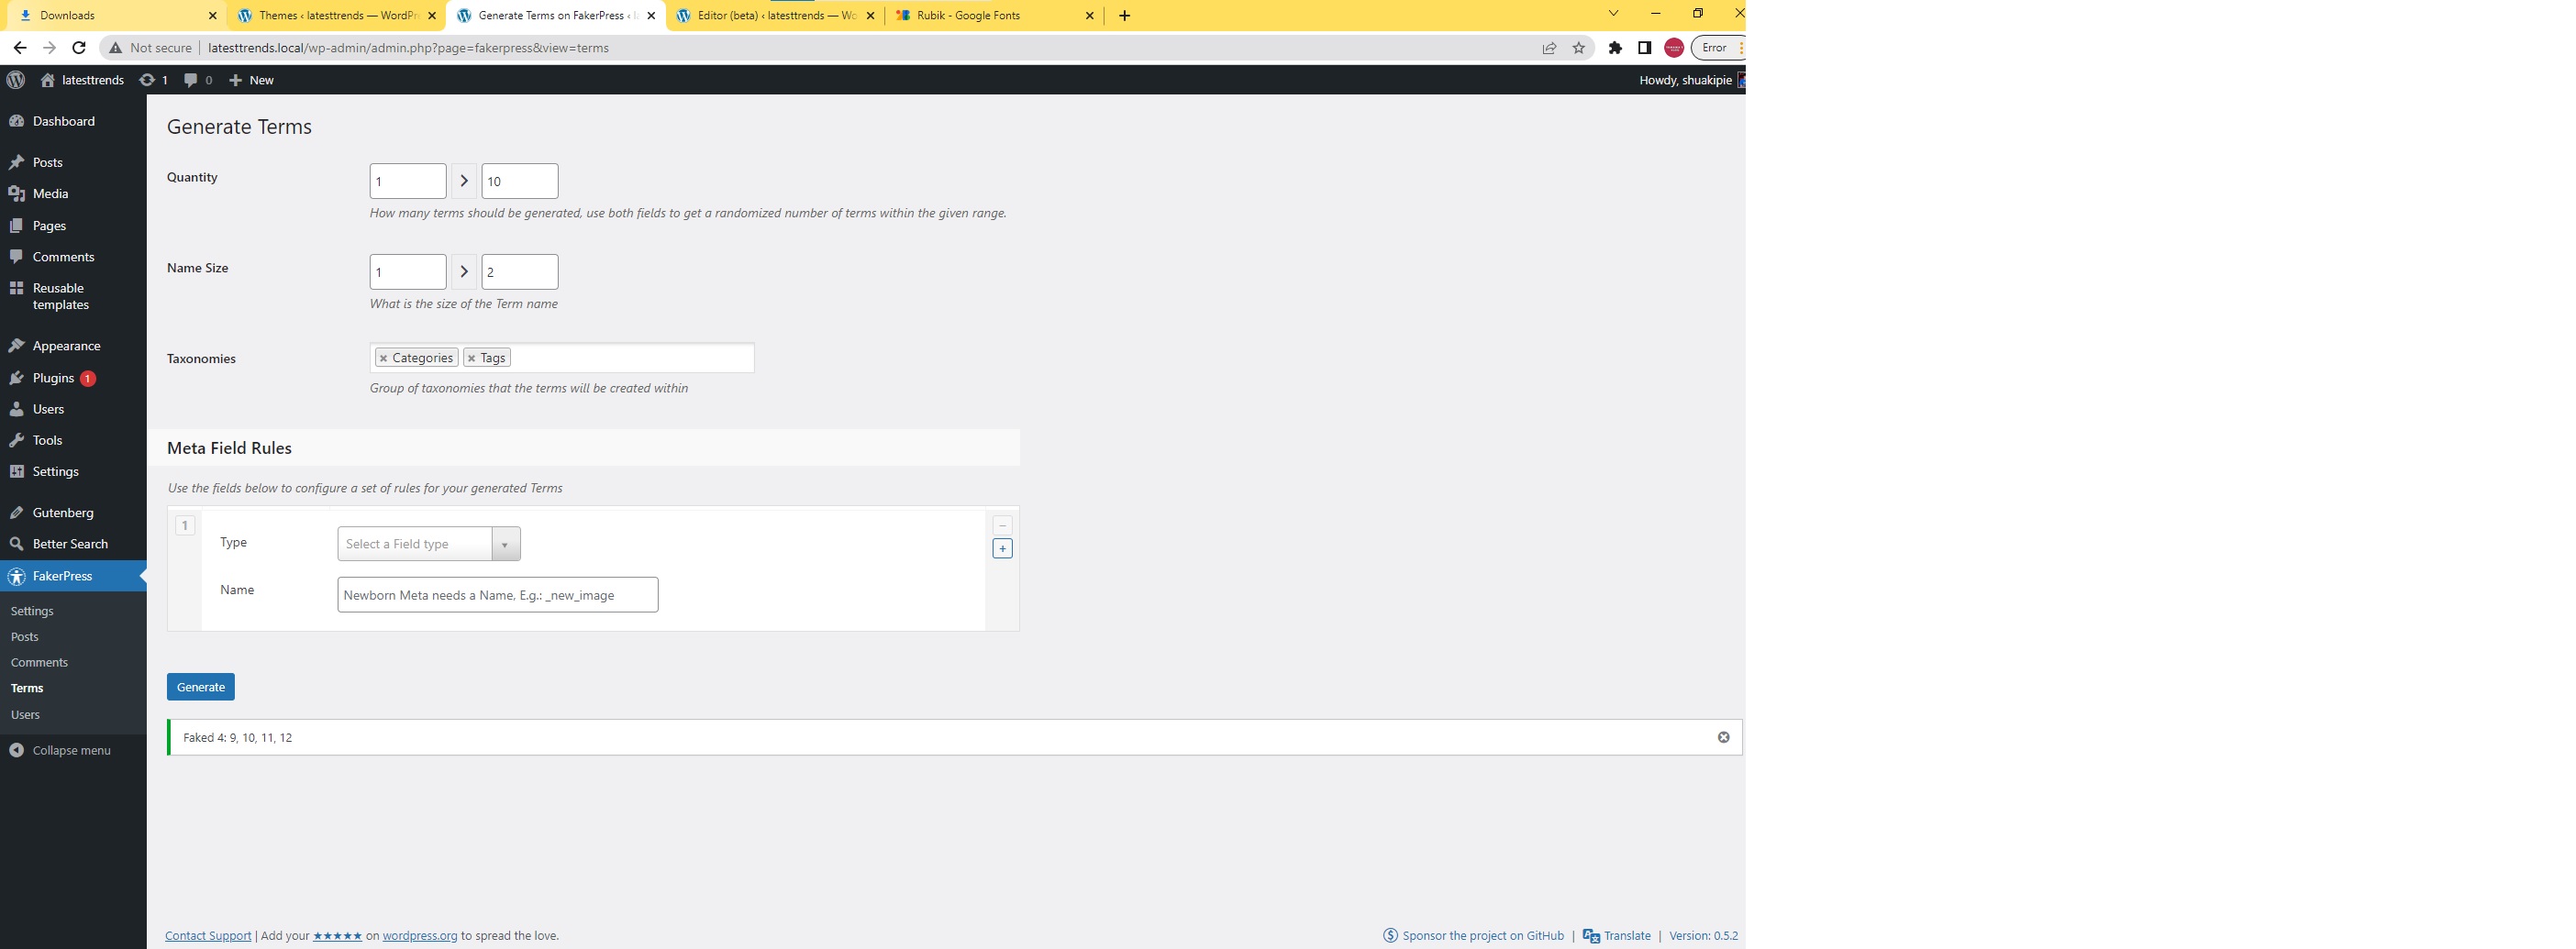 Downloads
Themes ‹ latesttrends — WordPr
Generate Terms on FakerPress ‹ l
Editor (beta) ‹ latesttrends — Wo
Rubik - Google Fonts
Not secure
latesttrends.local/wp-admin/admin.php?page=fakerpress&view=terms
Error
latesttrends
1
0
New
Howdy, shuakipie
Dashboard
Posts
Media
Pages
Comments
Reusable
templates
Appearance
Plugins 1
Users
Tools
Settings
Gutenberg
Better Search
FakerPress
Settings
Posts
Comments
Terms
Users
Collapse menu
Generate Terms
Quantity
1
10
How many terms should be generated, use both fields to get a randomized number of terms within the given range.
Name Size
1
2
What is the size of the Term name
Taxonomies
Categories
Tags
Group of taxonomies that the terms will be created within
Meta Field Rules
Use the fields below to configure a set of rules for your generated Terms
1
Type
Select a Field type
Name
Newborn Meta needs a Name, E.g.: _new_image
Generate
Faked 4: 9, 10, 11, 12
Contact Support | Add your ★★★★★ on wordpress.org to spread the love.
Sponsor the project on GitHub | Translate | Version: 0.5.2